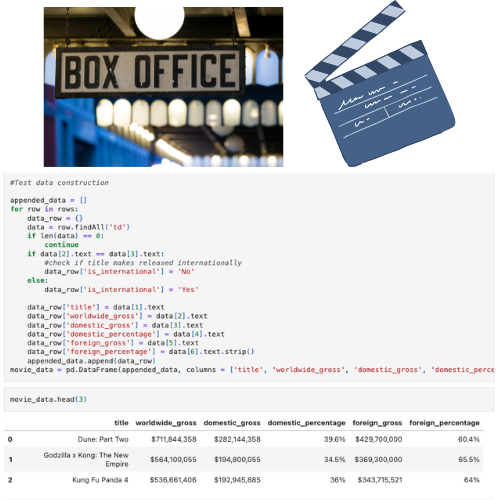 BOX OFFICE
#Test data construction
appended_data = []
for row in rows:
    data_row = {}
    data = row.findAll('td')
    if len(data) == 0:
        continue
    if data[2].text == data[3].text:
        #check if title makes released internationally
        data_row['is_international'] = 'No'
    else:
        data_row['is_international'] = 'Yes'
    data_row['title'] = data[1].text
    data_row['worldwide_gross'] = data[2].text
    data_row['domestic_gross'] = data[3].text
    data_row['domestic_percentage'] = data[4].text
    data_row['foreign_gross'] = data[5].text
    data_row['foreign_percentage'] = data[6].text.strip()
    appended_data.append(data_row)
movie_data = pd.DataFrame(appended_data, columns = ['title', 'worldwide_gross', 'domestic_gross', 'domestic_perce
movie_data.head(3)
title worldwide_gross domestic_gross domestic_percentage foreign_gross foreign_percentage
0 Dune: Part Two $711,844,358 $282,144,358 39.6% $429,700,000 60.4%
1 Godzilla x Kong: The New Empire $564,100,055 $194,800,055 34.5% $369,300,000 65.5%
2 Kung Fu Panda 4 $536,661,406 $192,945,885 36% $343,715,521 64%